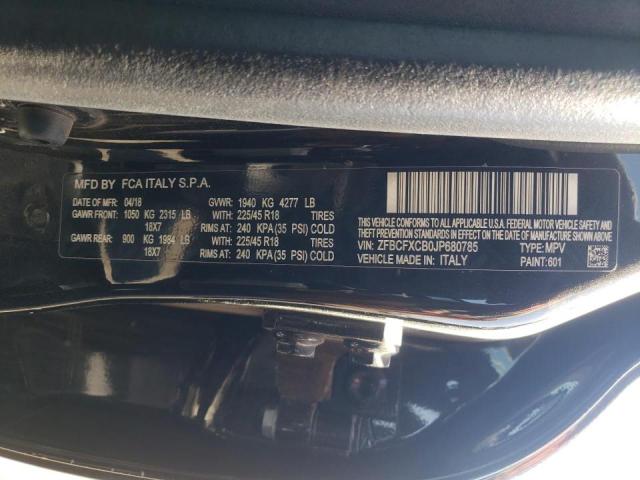 MFD BY FCA ITALY S.P.A.
DATE OF MFR: 04/18 GVWR: 1940 KG 4277 LB
GAWR FRONT: 1050 KG 2315 LB WITH: 225/45 R18 TIRES
18X7 RIMS AT: 240 KPA(35 PSI) COLD
GAWR REAR: 900 KG 1984 LB WITH: 225/45 R18 TIRES
18X7 RIMS AT: 240 KPA(35 PSI) COLD
THIS VEHICLE CONFORMS TO ALL APPLICABLE
FEDERAL MOTOR VEHICLE SAFETY,
BUMPER, AND THEFT PREVENTION STANDARDS
IN EFFECT ON THE DATE OF MANUFACTURE SHOWN ABOVE
VIN: ZFBCFXCB0JP680785 TYPE: MPV
VEHICLE MADE IN: ITALY PAINT: 601